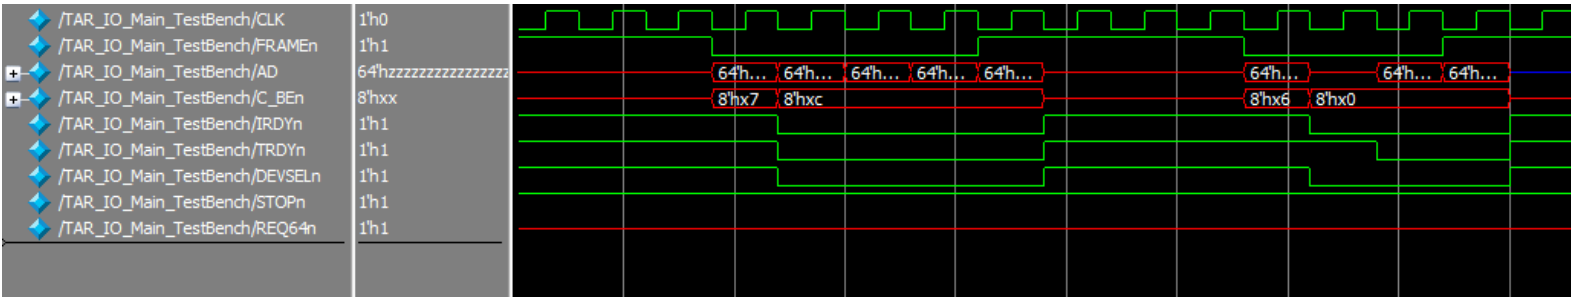 /TAR_IO_Main_TestBench/CLK 1'h0
/TAR_IO_Main_TestBench/FRAMEn 1'h1
/TAR_IO_Main_TestBench/AD 64'hzzzzzzzzzzzzzzzz 64'h... 64'h... 64'h... 64'h... 64'h... 64'h... 64'h... 64'h...
/TAR_IO_Main_TestBench/C_BEn 8'hxx 8'hx7 8'hxc 8'hx6 8'hx0
/TAR_IO_Main_TestBench/IRDYn 1'h1
/TAR_IO_Main_TestBench/TRDYn 1'h1
/TAR_IO_Main_TestBench/DEVSELn 1'h1
/TAR_IO_Main_TestBench/STOPn 1'h1
/TAR_IO_Main_TestBench/REQ64n 1'h1